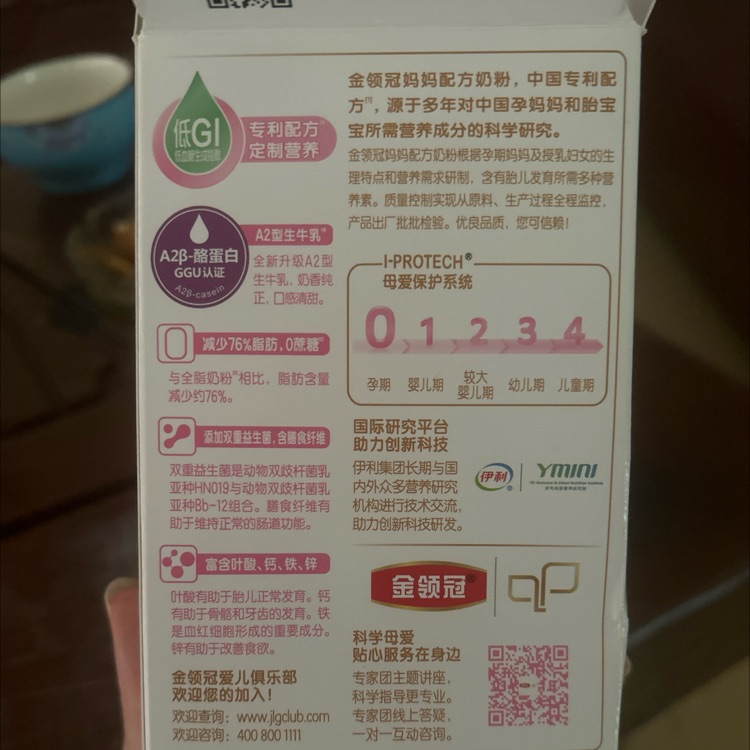 低GI
专利配方
定制营养
A2β-酪蛋白
GGU认证
A2β-casein
A2型生牛乳
全新升级A2型
生牛乳，奶香纯
正，口感清甜。
0
减少76%脂肪，0蔗糖
与全脂奶粉相比，脂肪含量
减少约76%。
添加双重益生菌，含膳食纤维
双重益生菌是动物双歧杆菌乳
亚种HN019与动物双歧杆菌乳
亚种Bb-12组合。膳食纤维有
助于维持正常的肠道功能。
富含叶酸、钙、铁、锌
叶酸有助于胎儿正常发育。钙
有助于骨骼和牙齿的发育。铁
是血红细胞形成的重要成分。
锌有助于改善食欲。
金领冠爱儿俱乐部
欢迎您的加入！
欢迎查询：www.jlgclub.com
欢迎咨询：400 800 1111
金领冠妈妈配方奶粉，中国专利配
方，源于多年对中国孕妈妈和胎宝
宝所需营养成分的科学研究。
金领冠妈妈配方奶粉根据孕期妈妈及授乳妇女的生
理特点和营养需求研制，含有胎儿发育所需多种营
养素。质量控制实现从原料、生产过程全程监控，
产品出厂批批检验。优良品质，您可信赖！
I-PROTECH®
母爱保护系统
0 1 2 3 4
孕期 婴儿期 较大婴儿期 幼儿期 儿童期
国际研究平台
助力创新科技
伊利集团长期与国
内外众多营养研究
机构进行技术交流，
助力创新科技研发。
伊利® YMINI
金领冠®
科学母爱
贴心服务在身边
专家团主题讲座，
科学指导更专业。
专家团线上答疑，
一对一互动咨询。